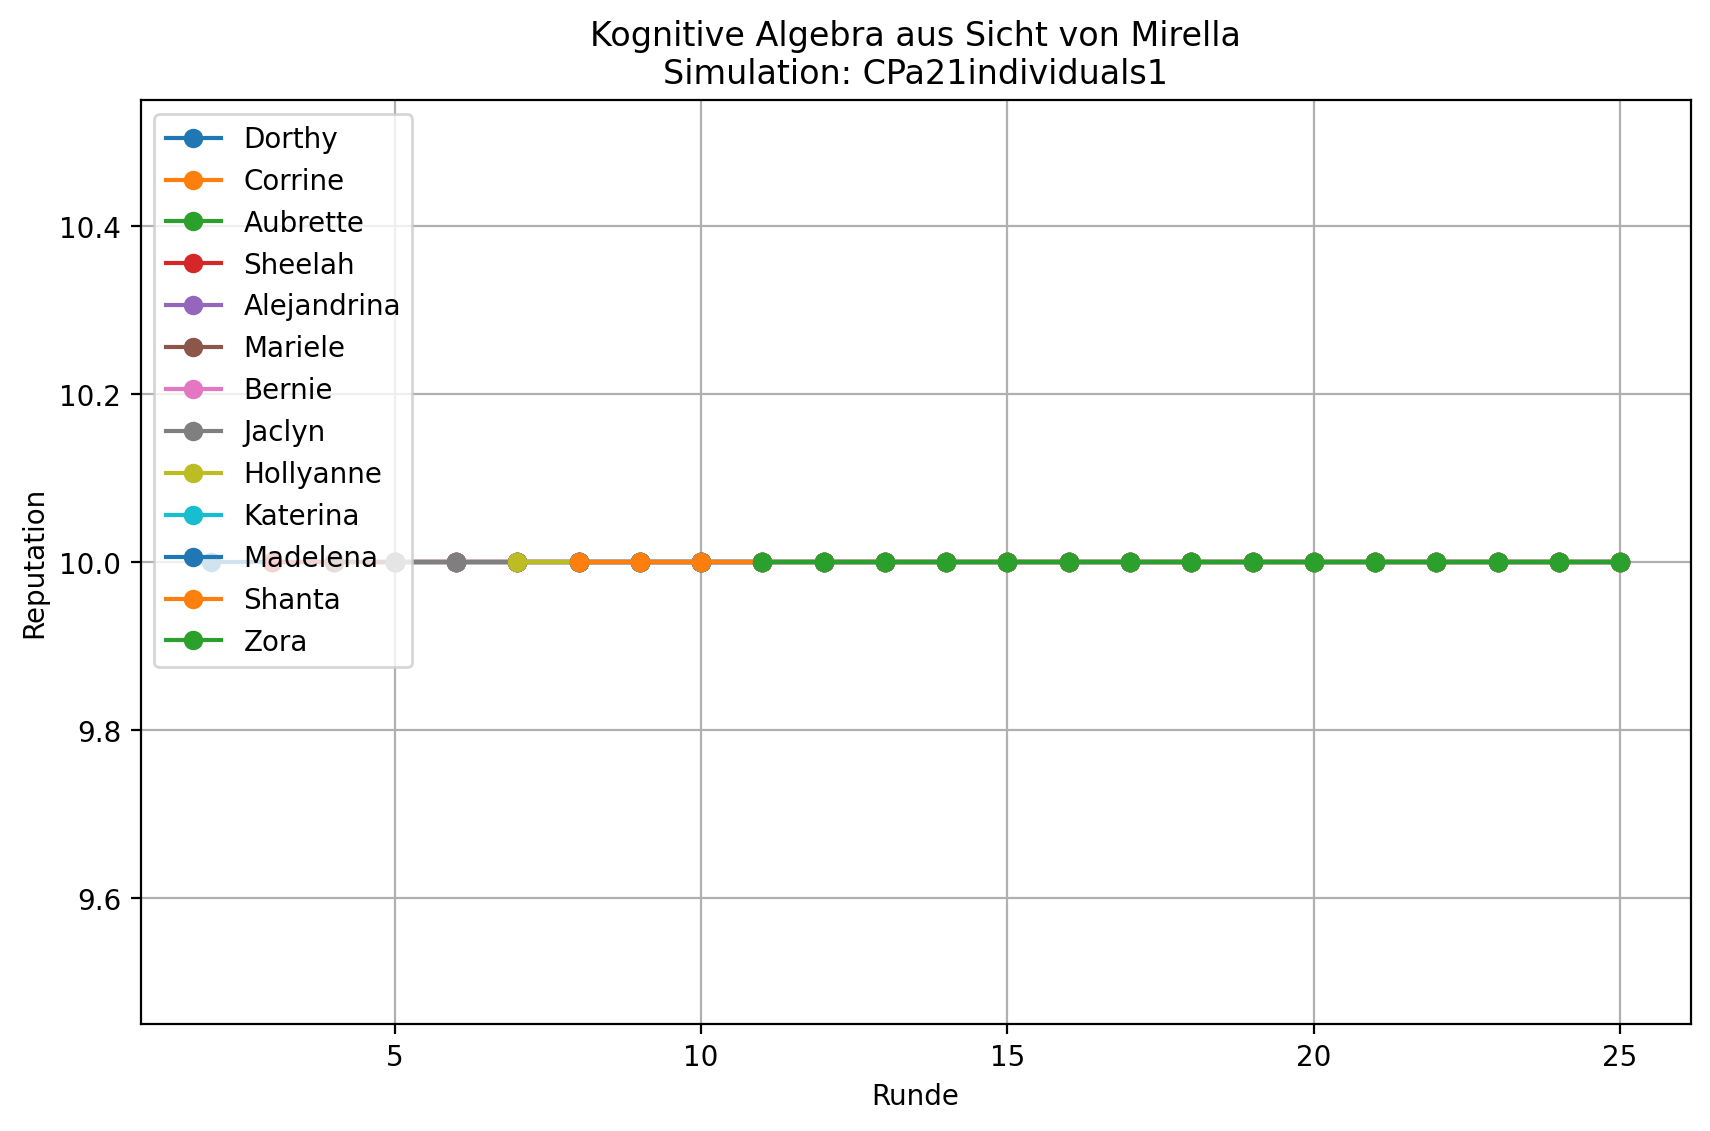 Kognitive Algebra aus Sicht von Mirella
Simulation: CPa21individuals1
Dorthy
Corrine
Aubrette
Sheelah
Alejandrina
Mariele
Bernie
Jaclyn
Hollyanne
Katerina
Madelena
Shanta
Zora
Reputation
10.4
10.2
10.0
9.8
9.6
5 10 15 20 25
Runde